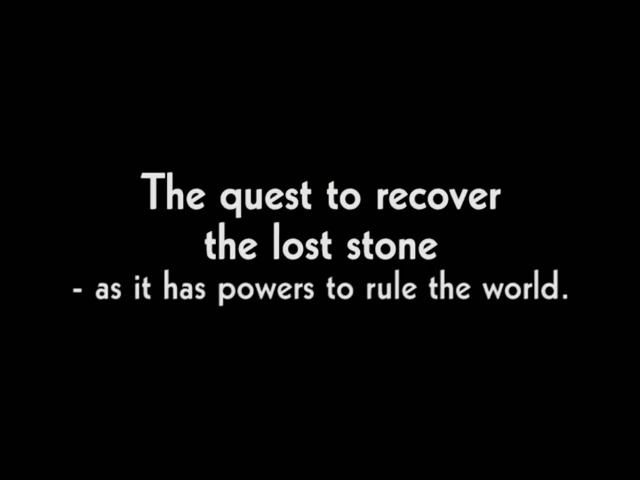 The quest to recover
the lost stone
- as it has powers to rule the world.